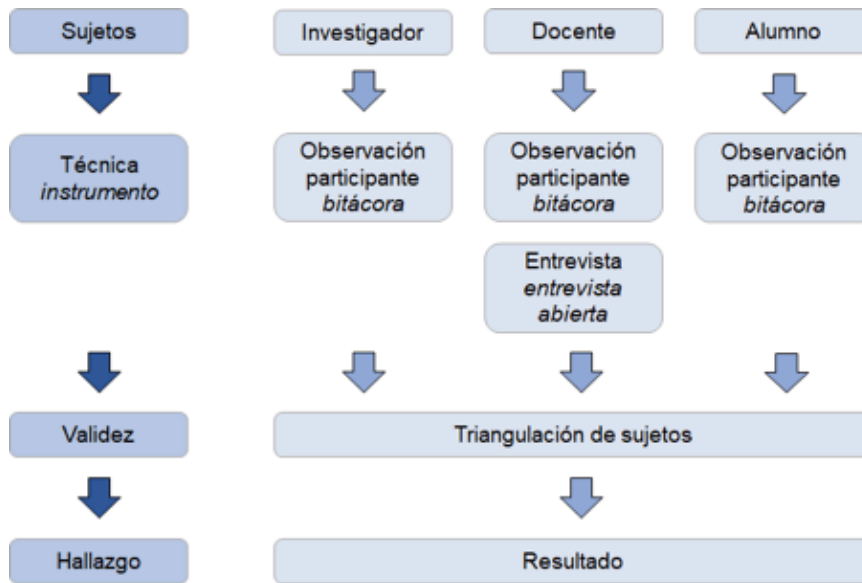 Sujetos
Investigador
Docente
Alumno
Técnica
instrumento
Observación
participante
bitácora
Observación
participante
bitácora
Observación
participante
bitácora
Entrevista
entrevista
abierta
Validez
Triangulación de sujetos
Hallazgo
Resultado